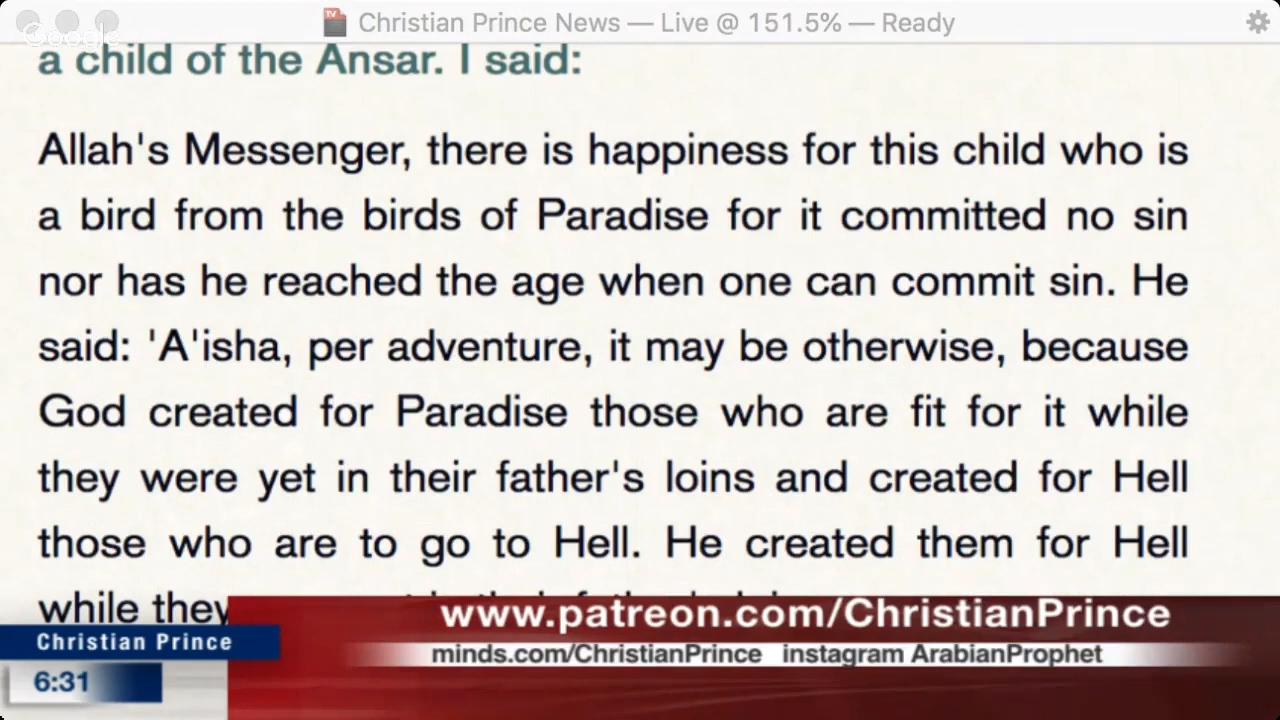 Christian Prince News — Live @ 151.5% — Ready
Google
a child of the Ansar. I said:
Allah's Messenger, there is happiness for this child who is
a bird from the birds of Paradise for it committed no sin
nor has he reached the age when one can commit sin. He
said: 'A'isha, per adventure, it may be otherwise, because
God created for Paradise those who are fit for it while
they were yet in their father's loins and created for Hell
those who are to go to Hell. He created them for Hell
while they
www.patreon.com/ChristianPrince
Christian Prince
minds.com/ChristianPrince instagram ArabianProphet
6:31